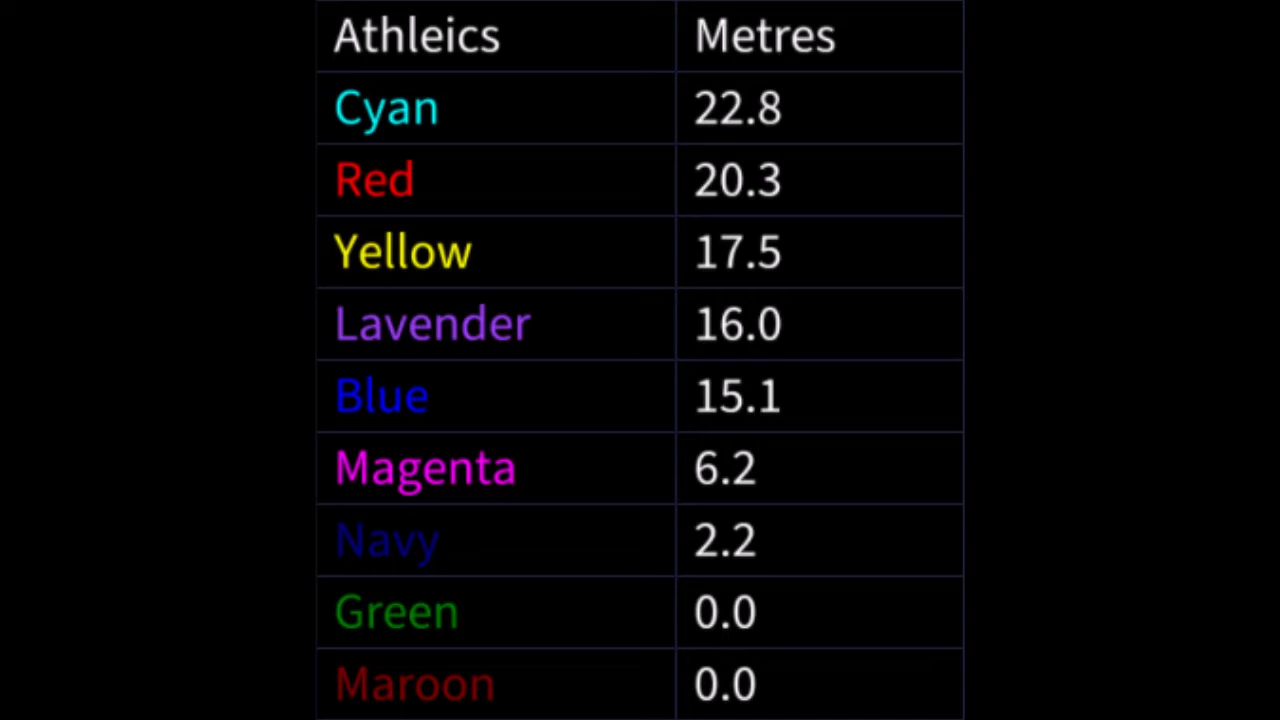 Athleics Metres
Cyan 22.8
Red 20.3
Yellow 17.5
Lavender 16.0
Blue 15.1
Magenta 6.2
Navy 2.2
Green 0.0
Maroon 0.0